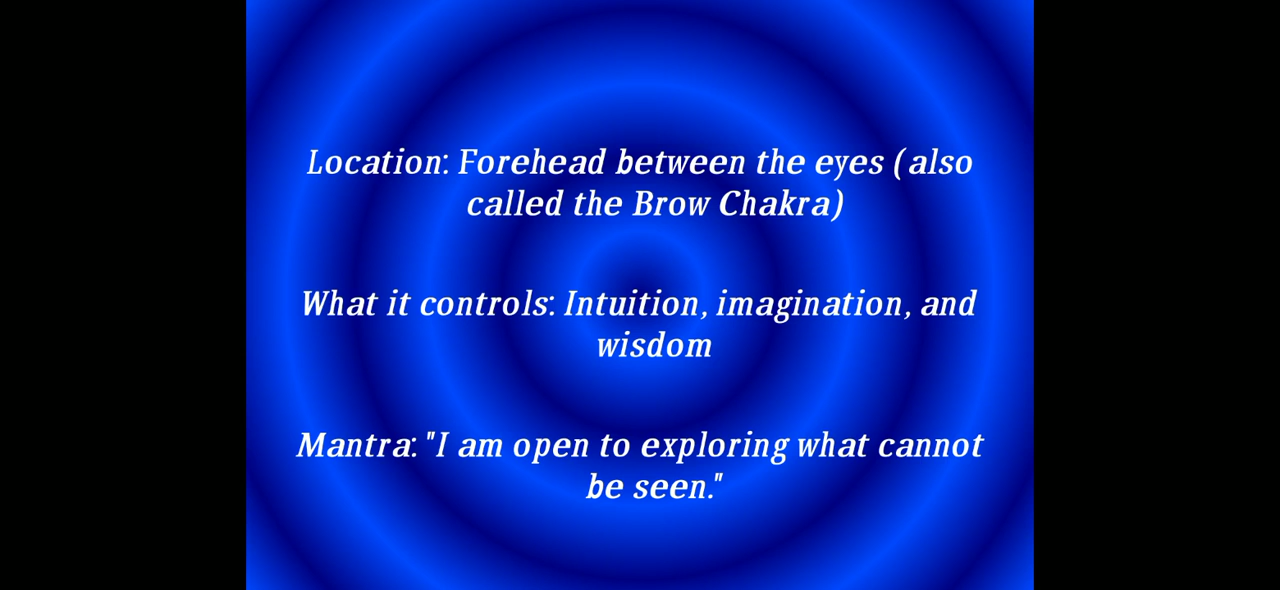 Location: Forehead between the eyes (also
called the Brow Chakra)
What it controls: Intuition, imagination, and
wisdom
Mantra: "I am open to exploring what cannot
be seen."